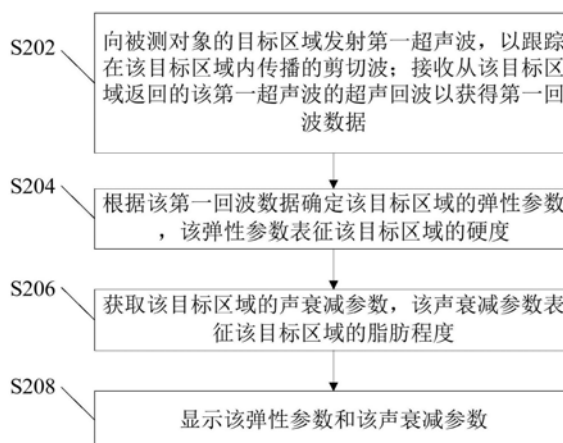 S202
向被测对象的目标区域发射第一超声波，以跟踪
在该目标区域内传播的剪切波；接收从该目标区
域返回的该第一超声波的超声回波以获得第一回
波数据
S204
根据该第一回波数据确定该目标区域的弹性参数
，该弹性参数表征该目标区域的硬度
S206
获取该目标区域的声衰减参数，该声衰减参数表
征该目标区域的脂肪程度
S208
显示该弹性参数和该声衰减参数